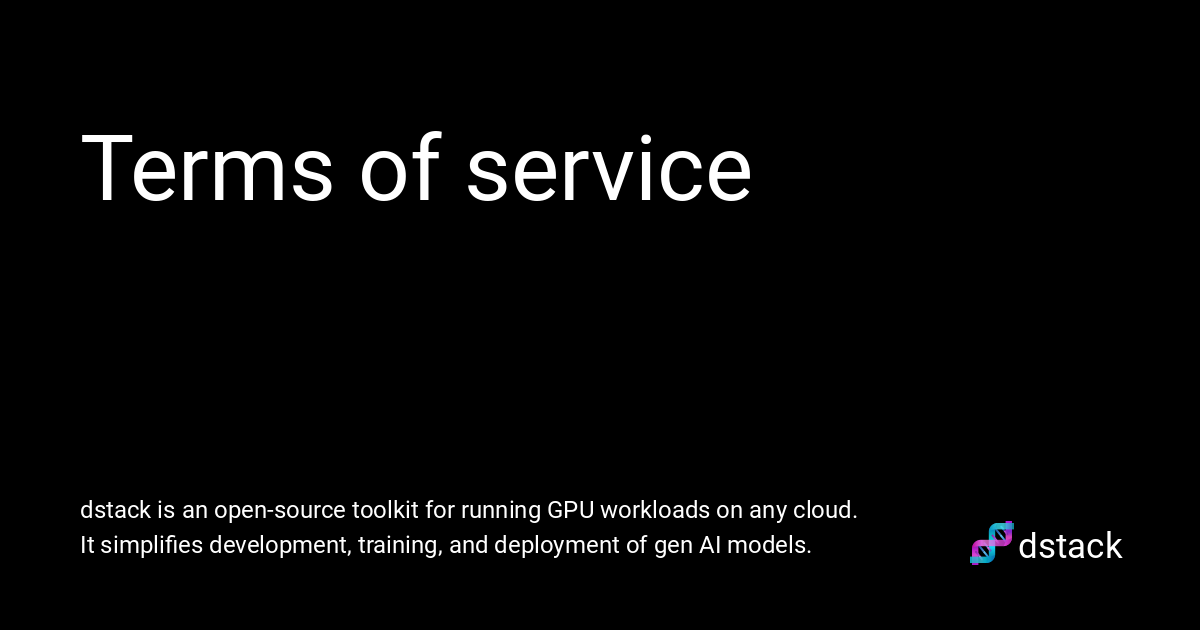 Terms of service
dstack is an open-source toolkit for running GPU workloads on any cloud.
It simplifies development, training, and deployment of gen AI models.
dstack